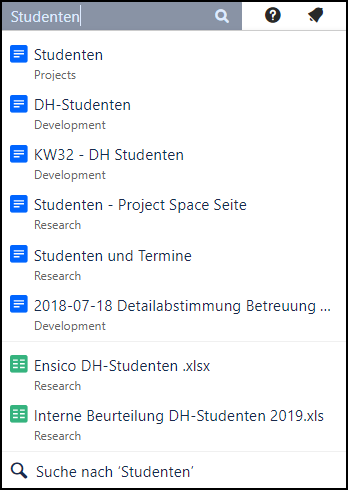 Studenten
Studenten
Projects
DH-Studenten
Development
KW32 - DH Studenten
Development
Studenten - Project Space Seite
Research
Studenten und Termine
Research
2018-07-18 Detailabstimmung Betreuung ...
Development
Ensico DH-Studenten .xlsx
Research
Interne Beurteilung DH-Studenten 2019.xls
Research
Suche nach ‘Studenten’